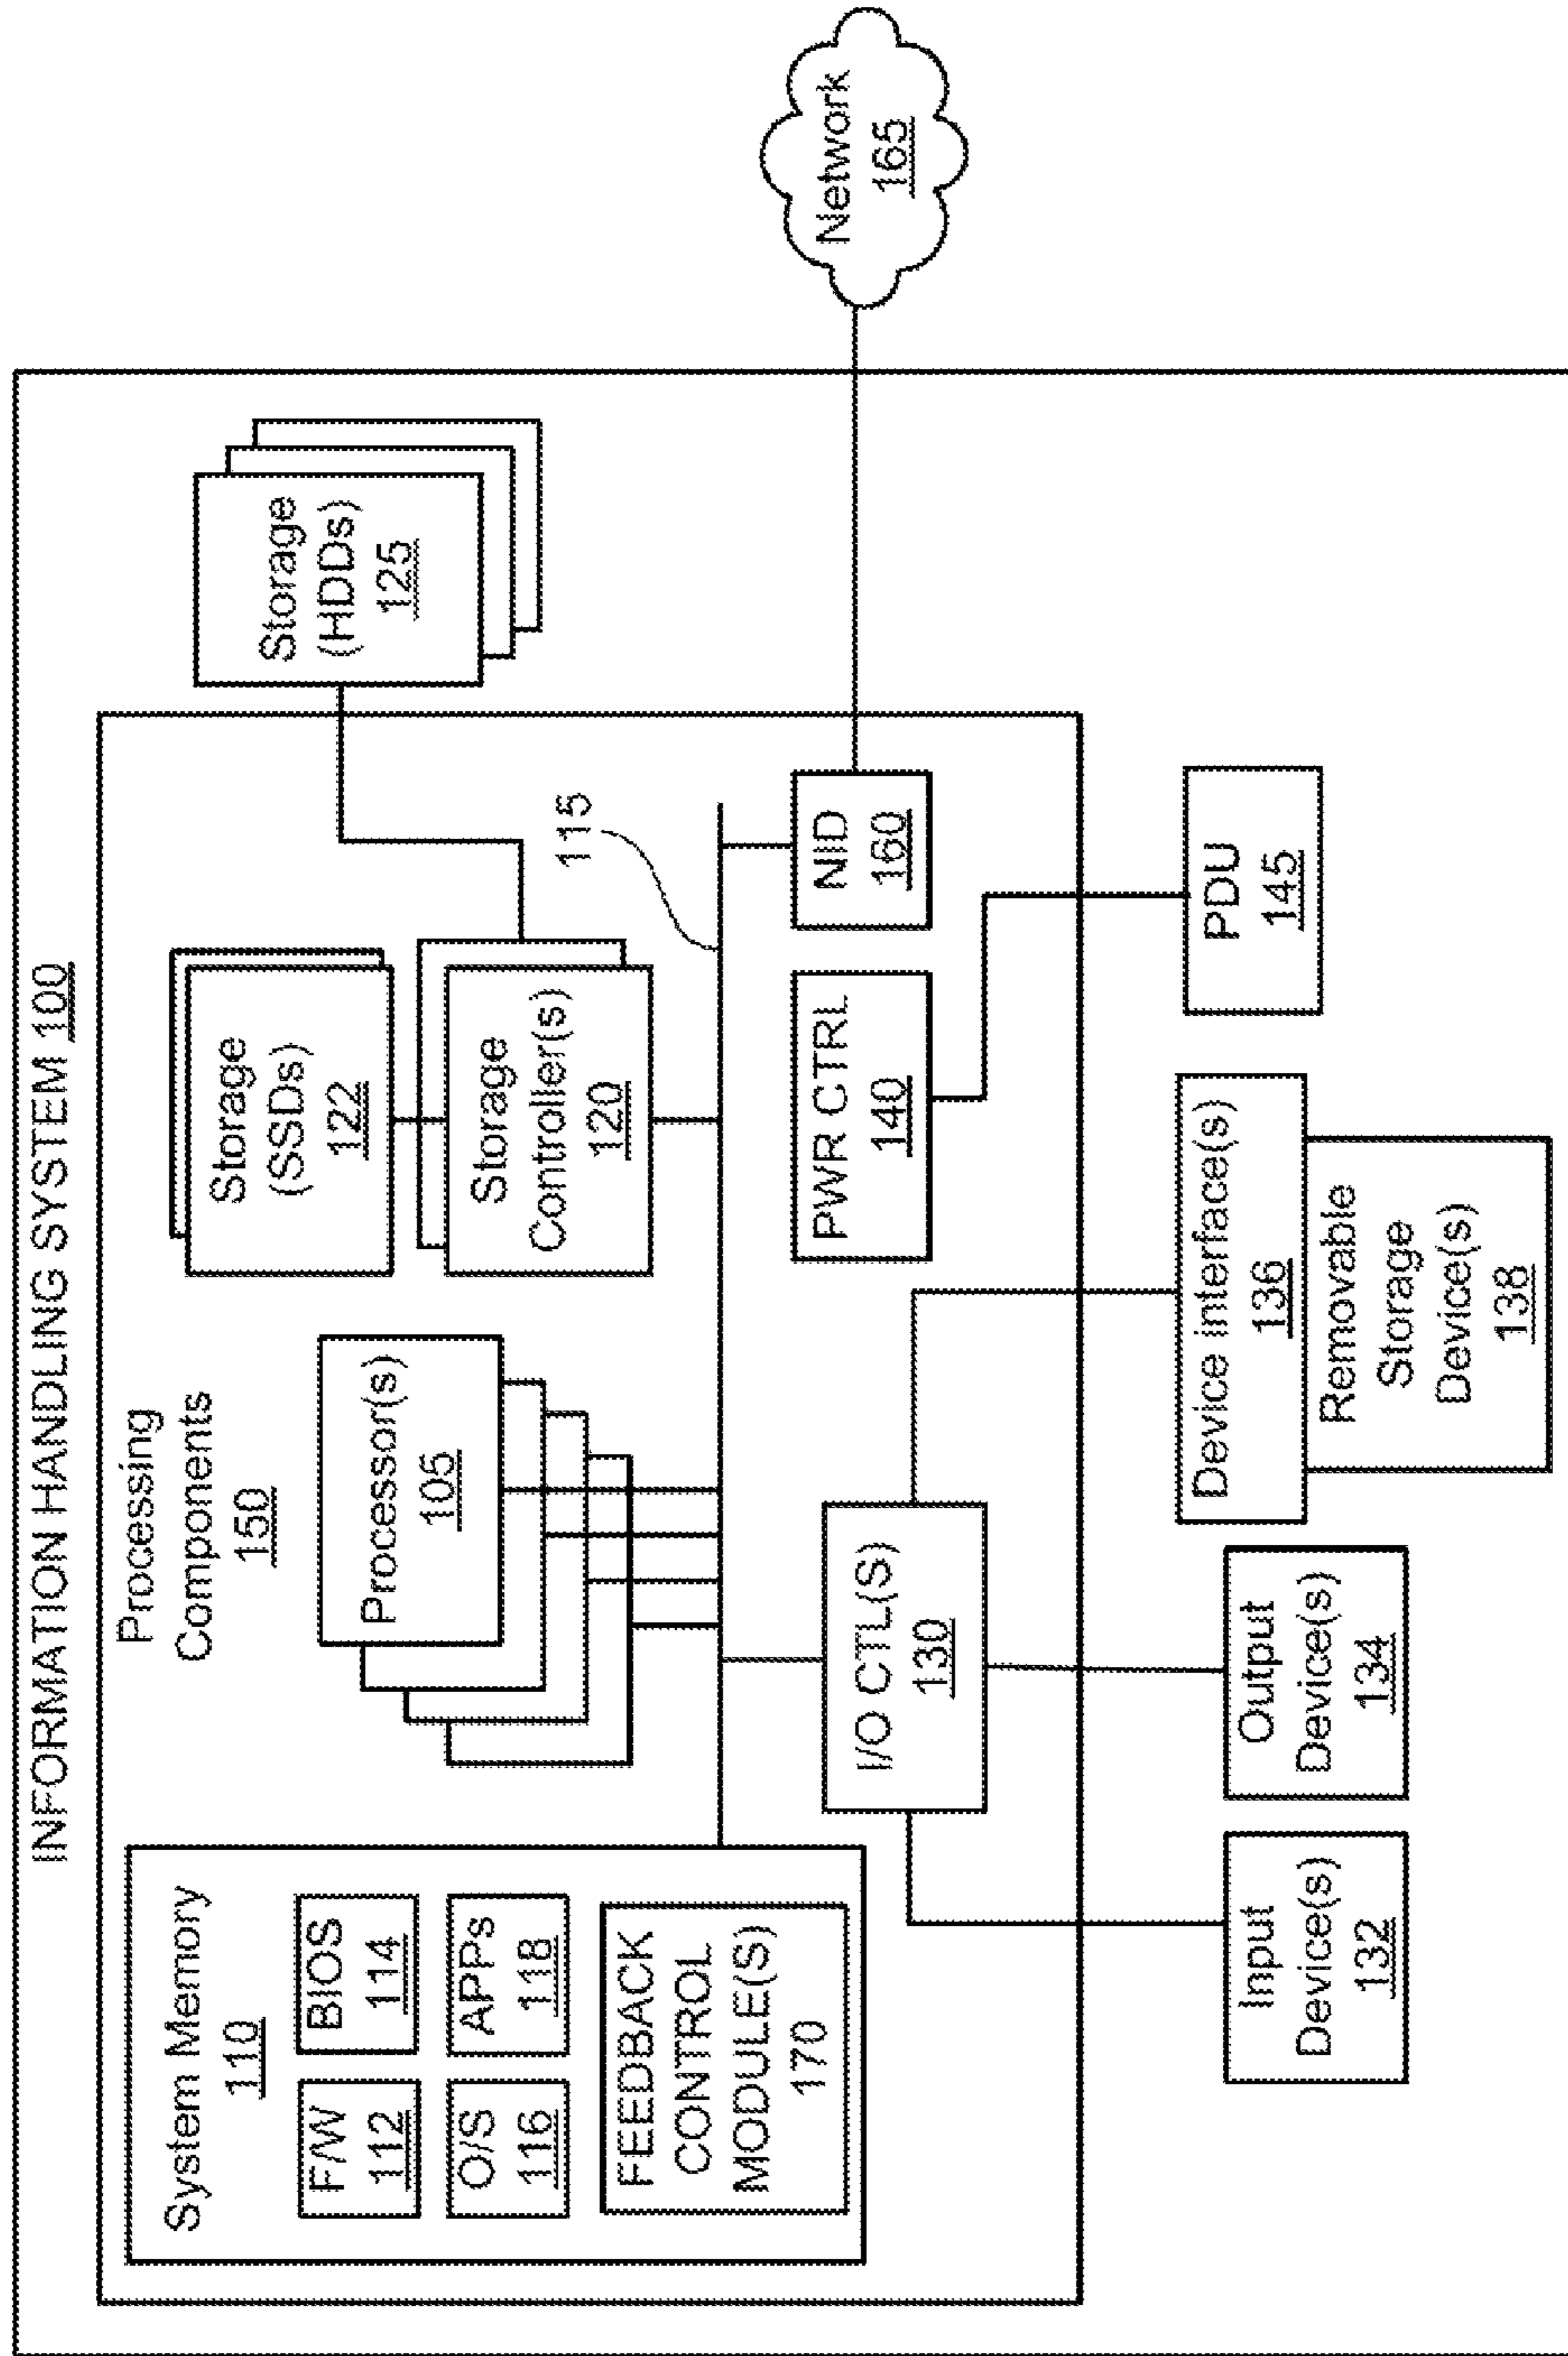 INFORMATION HANDLING SYSTEM 100
System Memory
110
F/W
112
BIOS
114
O/S
116
APPs
118
FEEDBACK
CONTROL
MODULE(S)
170
Processing
Components
150
Processor(s)
105
Storage
(SSDs)
122
Storage
Controller(s)
120
Storage
(HDDs)
125
115
I/O CTL(S)
130
PWR CTRL
140
NID
160
Network
165
Input
Device(s)
132
Output
Device(s)
134
Device interface(s)
136
Removable
Storage
Device(s)
138
PDU
145